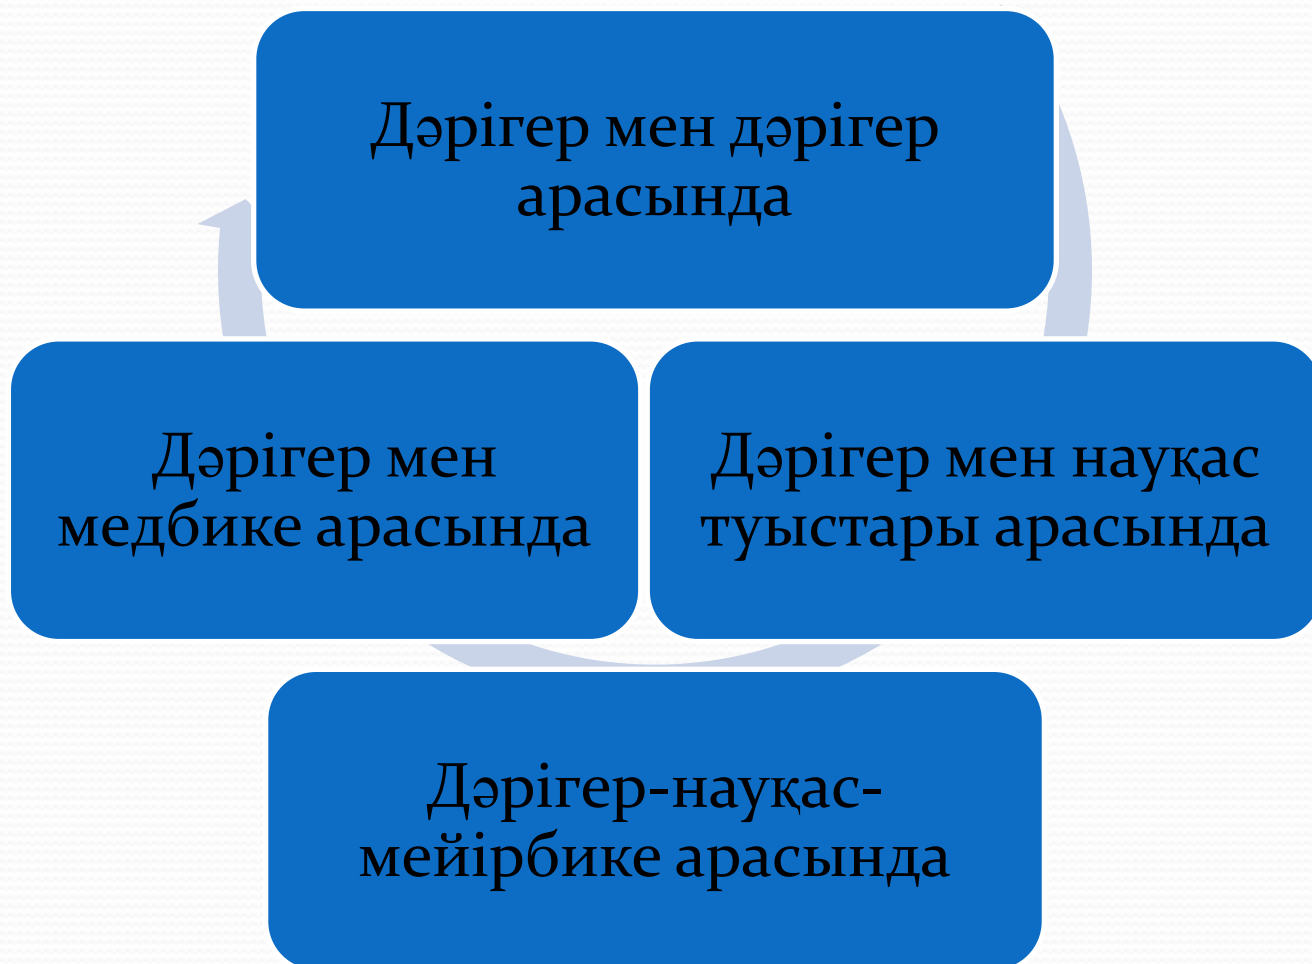 Дәрігер мен дәрігер
арасында
Дәрігер мен
медбике арасында
Дәрігер мен науқас
туыстары арасында
Дәрігер-науқас-
мейірбике арасында